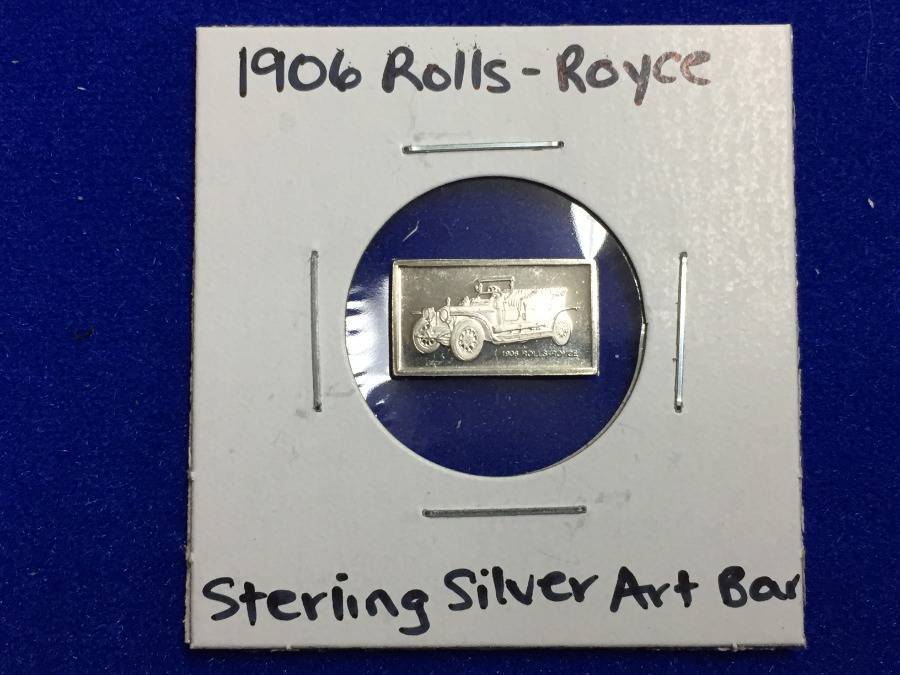 1906 Rolls-Royce
1906 ROLLS-ROYCE
Sterling Silver Art Bar